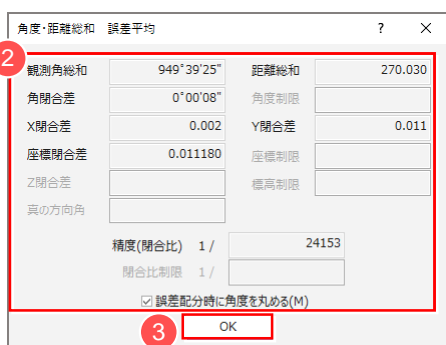 角度・距離総和 誤差平均 ? ×
2
観測角総和 949°39'25" 距離総和 270.030
角閉合差 0°00'08" 角度制限
X閉合差 0.002 Y閉合差 0.011
座標閉合差 0.011180 座標制限
Z閉合差 標高制限
真の方向角
精度(閉合比) 1 / 24153
閉合比制限 1 /
誤差配分時に角度を丸める(M)
3 OK